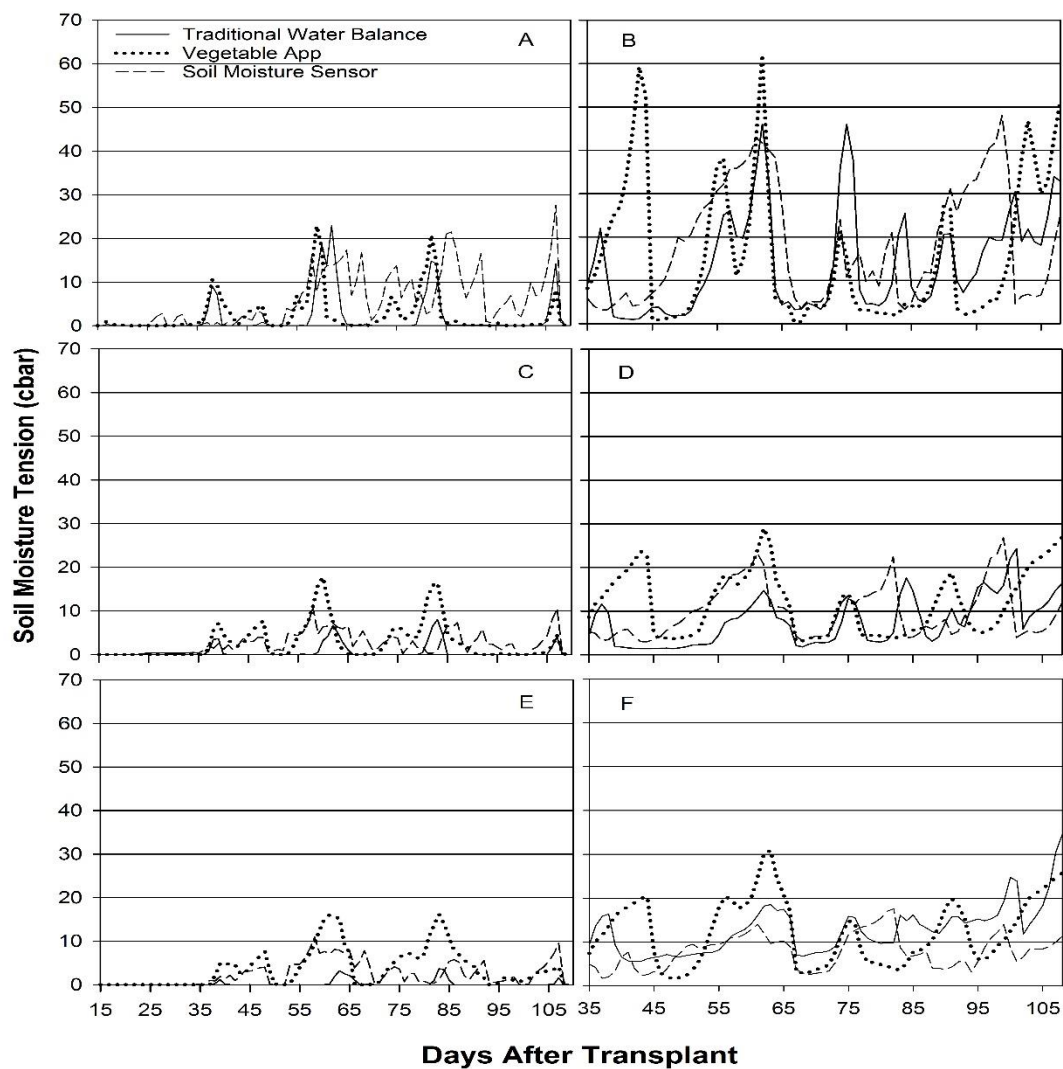 70
60
50
40
30
20
10
0
Traditional Water Balance
Vegetable App
Soil Moisture Sensor
A
B
70
60
50
40
30
20
10
0
C
D
70
60
50
40
30
20
10
0
E
F
Soil Moisture Tension (cbar)
15 25 35 45 55 65 75 85 95 105
35 45 55 65 75 85 95 105
Days After Transplant